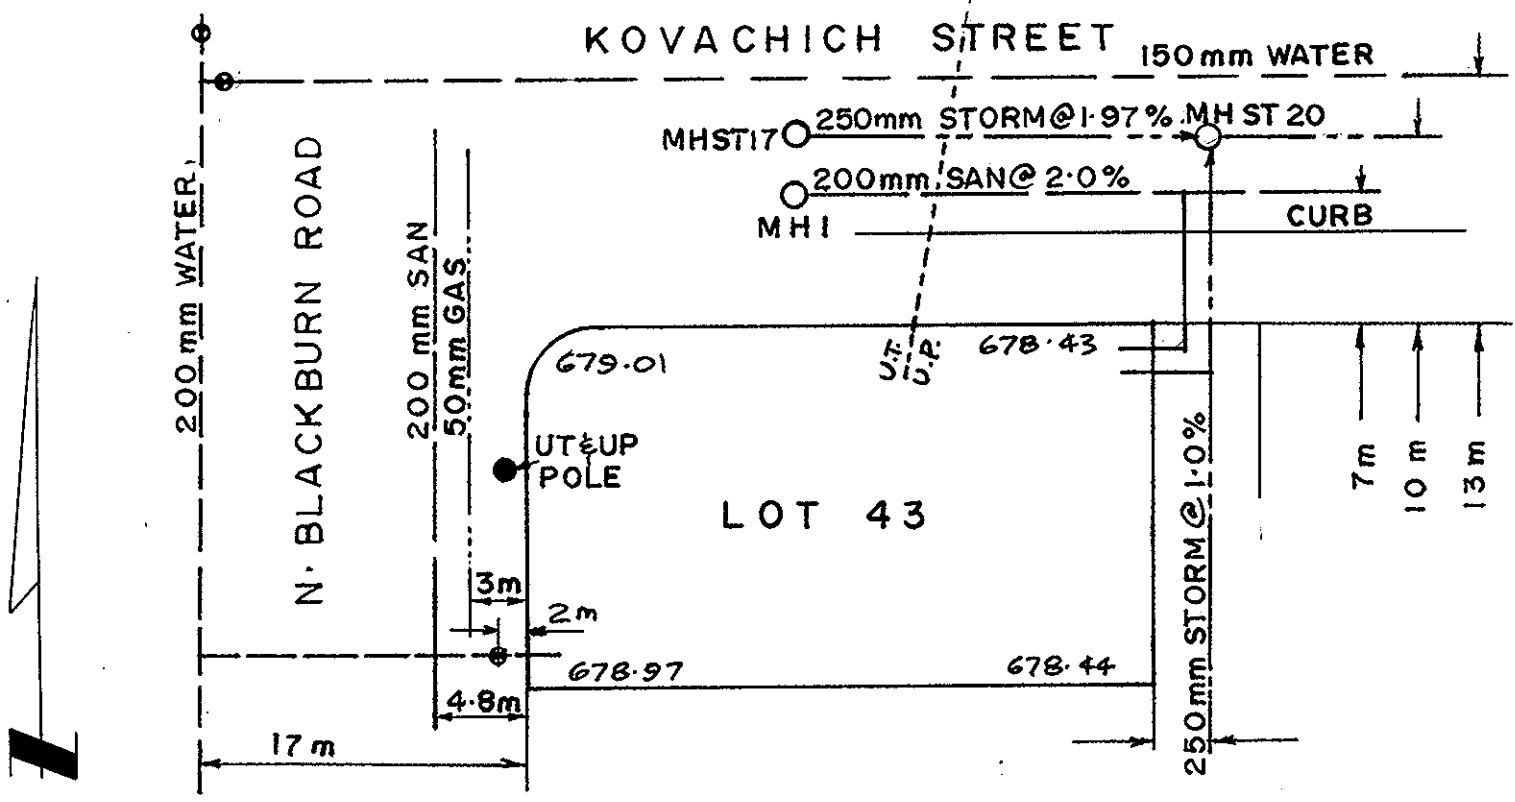 KOVACHICH STREET
150mm WATER
250mm STORM @ 1·97%
MH ST 20
MHST17
200mm SAN @ 2·0%
MH1
CURB
200mm WATER
N· BLACKBURN ROAD
200 mm SAN
50mm GAS
679·01
U.T.
U.P.
678·43
UT & UP
POLE
LOT 43
7m
10 m
13 m
250mm STORM @ 1·0%
3m
2m
678·97
678·44
4·8m
17 m